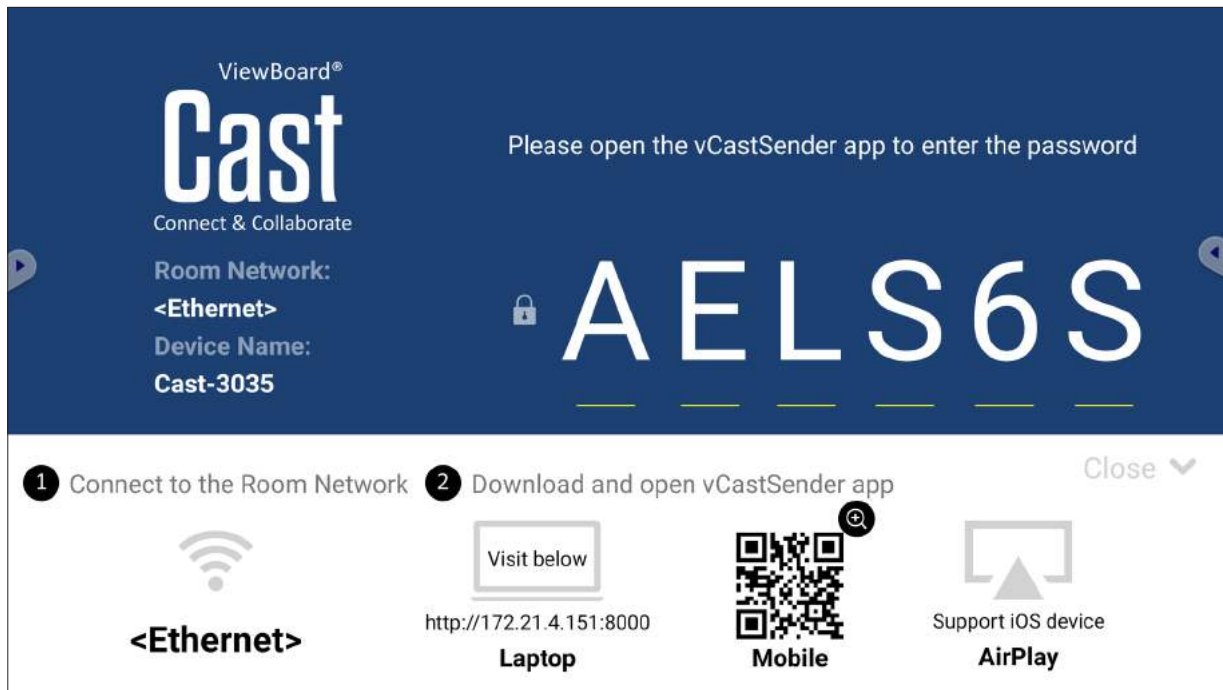 ViewBoard®
Cast
Connect & Collaborate
Room Network:
<Ethernet>
Device Name:
Cast-3035
Please open the vCastSender app to enter the password
AELS6S
1 Connect to the Room Network
<Ethernet>
2 Download and open vCastSender app
Close
Visit below
http://172.21.4.151:8000
Laptop
Mobile
Support iOS device
AirPlay